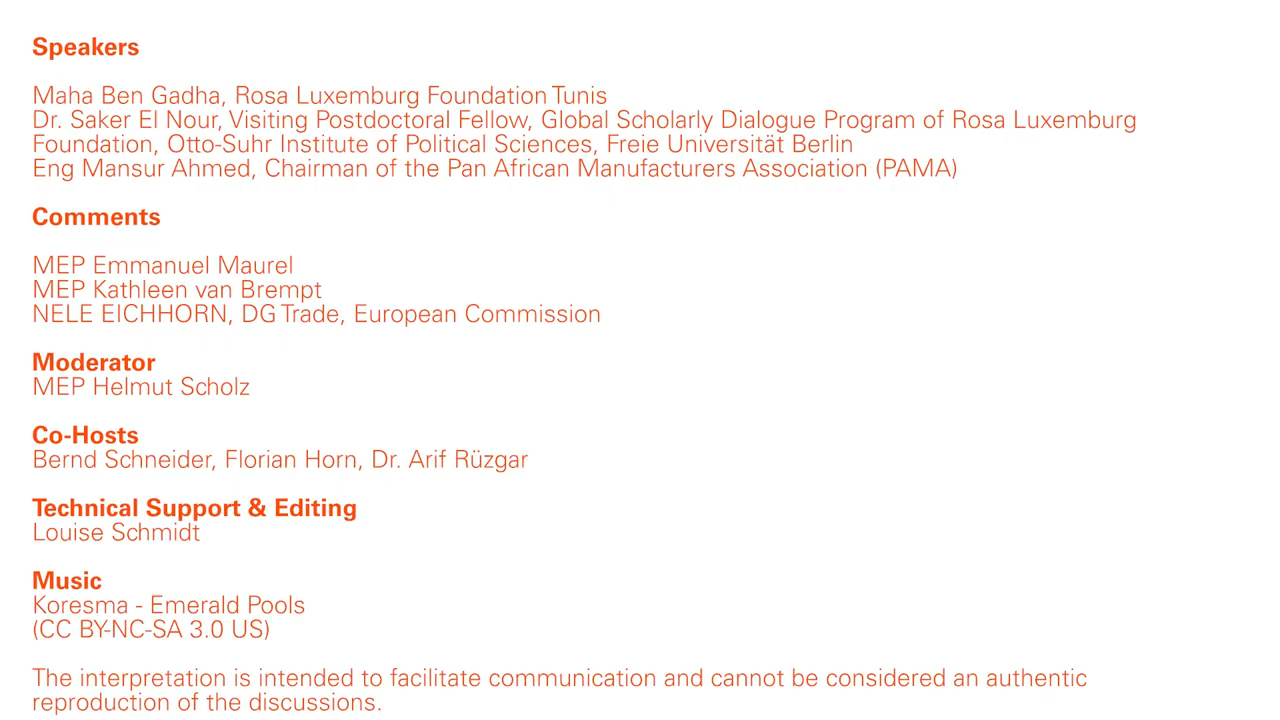 Speakers
Maha Ben Gadha, Rosa Luxemburg Foundation Tunis
Dr. Saker El Nour, Visiting Postdoctoral Fellow, Global Scholarly Dialogue Program of Rosa Luxemburg
Foundation, Otto-Suhr Institute of Political Sciences, Freie Universität Berlin
Eng Mansur Ahmed, Chairman of the Pan African Manufacturers Association (PAMA)
Comments
MEP Emmanuel Maurel
MEP Kathleen van Brempt
NELE EICHHORN, DG Trade, European Commission
Moderator
MEP Helmut Scholz
Co-Hosts
Bernd Schneider, Florian Horn, Dr. Arif Rüzgar
Technical Support & Editing
Louise Schmidt
Music
Koresma - Emerald Pools
(CC BY-NC-SA 3.0 US)
The interpretation is intended to facilitate communication and cannot be considered an authentic
reproduction of the discussions.